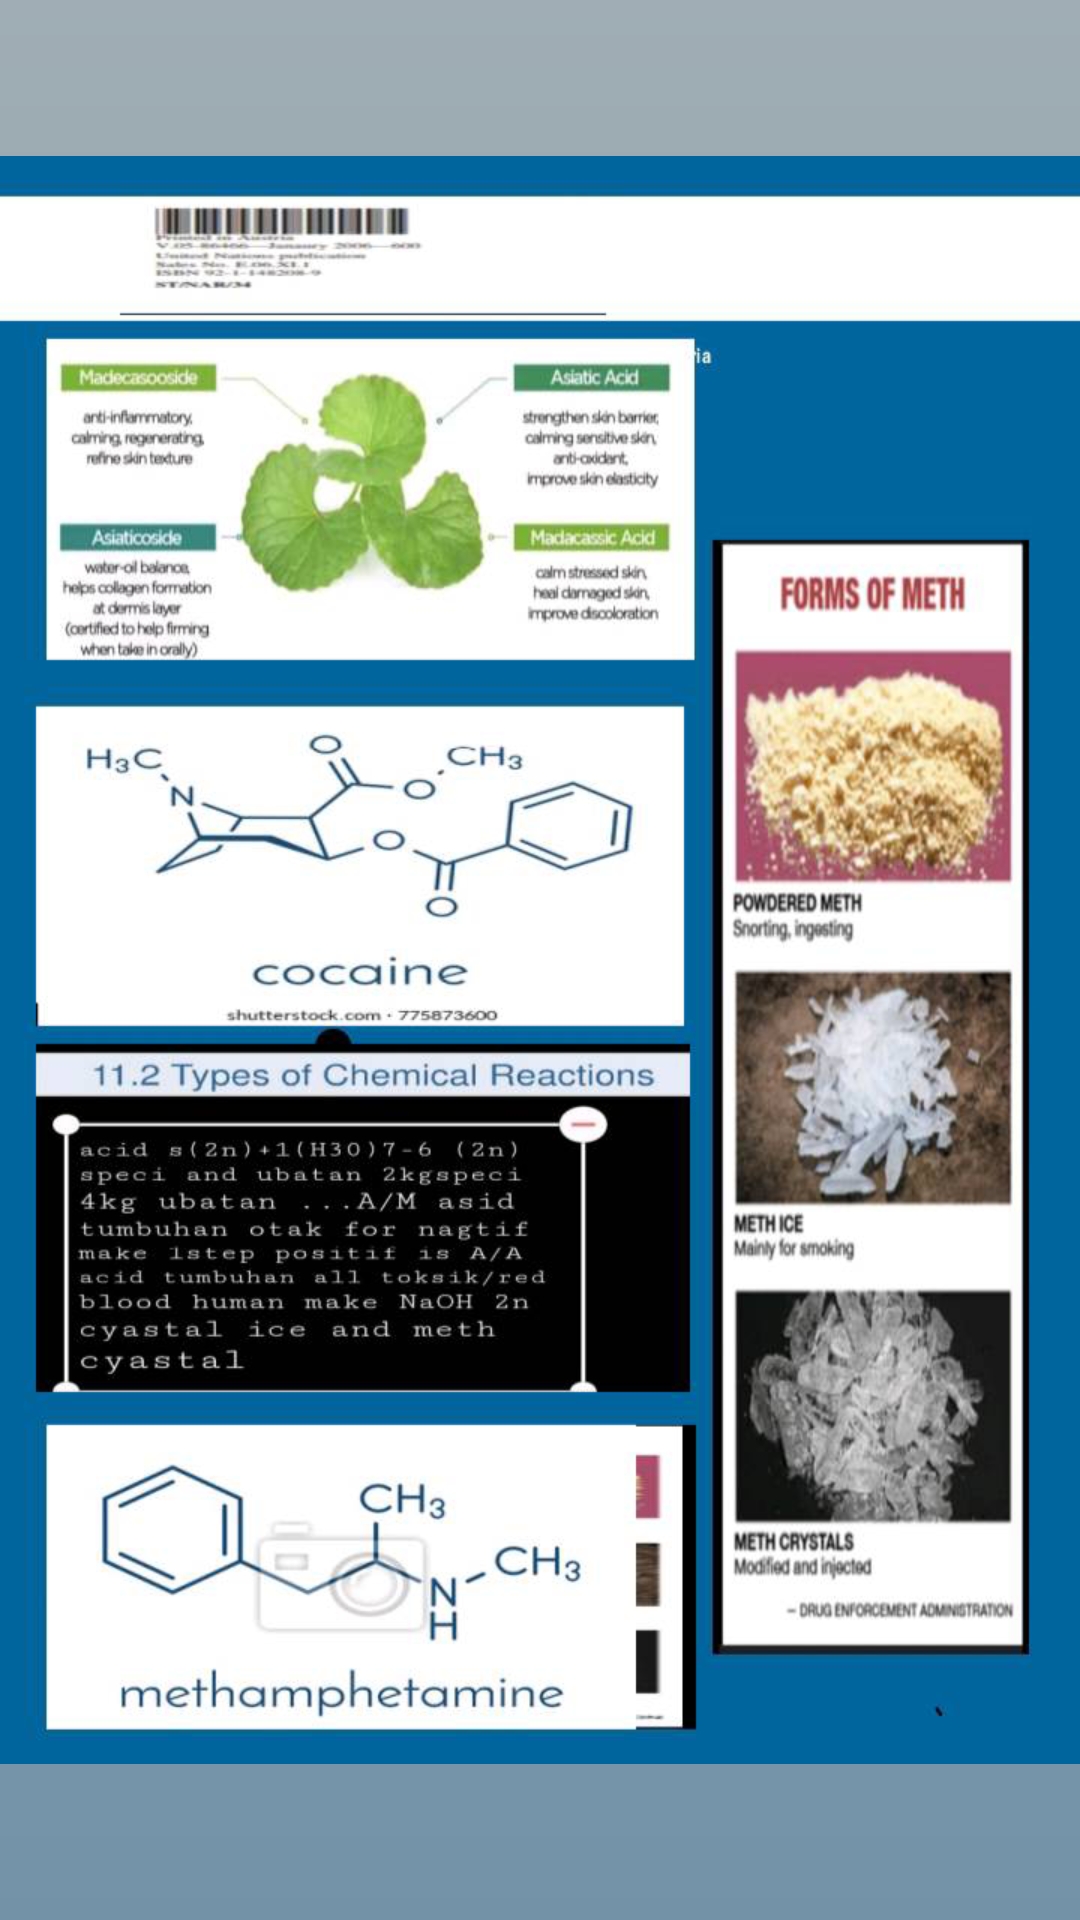 Printed in Austria
V.05-86466—January 2006—600
United Nations publication
Sales No. E.06.XI.1
ISBN 92-1-148208-9
ST/NAR/34
ria
Madecasooside
anti-inflammatory,
calming, regenerating,
refine skin texture
Asiatic Acid
strengthen skin barrier,
calming sensitive skin,
anti-oxidant,
improve skin elasticity
Asiaticoside
water-oil balance,
helps collagen formation
at dermis layer
(certified to help firming
when take in orally)
Madacassic Acid
calm stressed skin,
heal damaged skin,
improve discoloration
H3C
N
O
O
CH3
O
O
cocaine
shutterstock.com · 775873600
11.2 Types of Chemical Reactions
acid s(2n)+1(H30)7-6 (2n)
speci and ubatan 2kgspeci
4kg ubatan ...A/M asid
tumbuhan otak for nagtif
make 1step positif is A/A
acid tumbuhan all toksik/red
blood human make NaOH 2n
cyastal ice and meth
cyastal
CH3
CH3
N
H
methamphetamine
FORMS OF METH
POWDERED METH
Snorting, ingesting
METH ICE
Mainly for smoking
METH CRYSTALS
Modified and injected
– DRUG ENFORCEMENT ADMINISTRATION